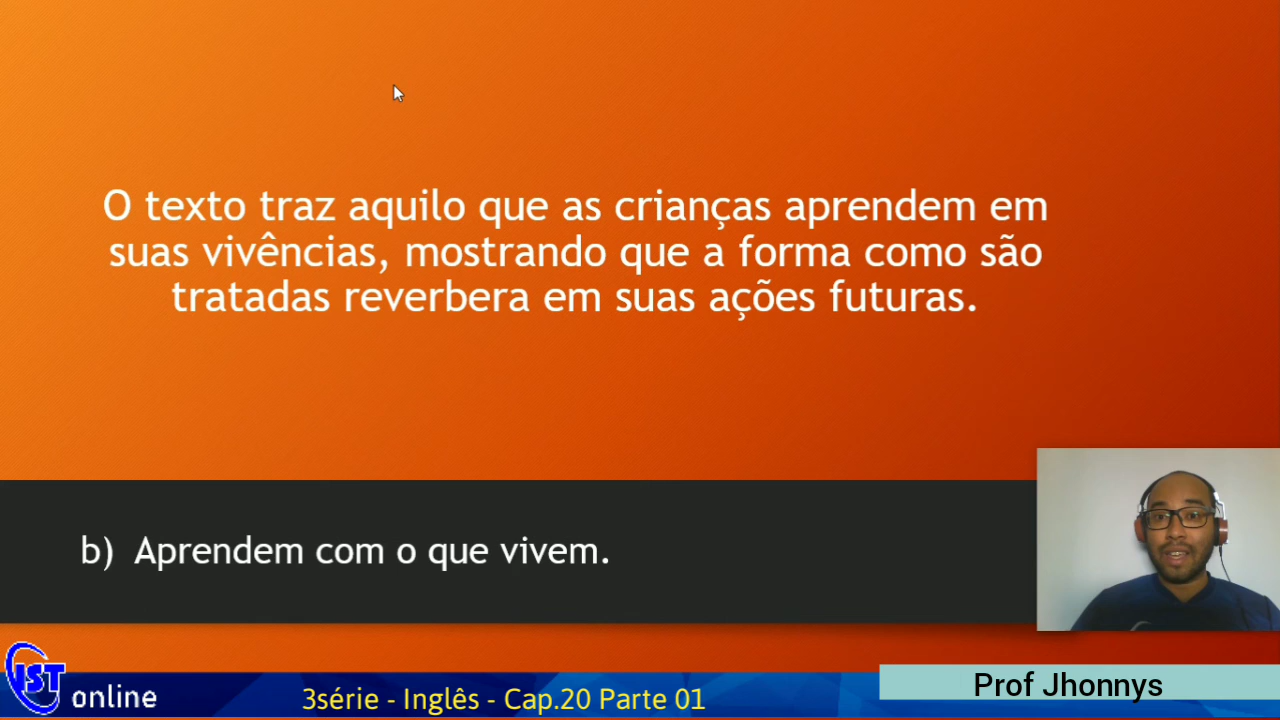 O texto traz aquilo que as crianças aprendem em
suas vivências, mostrando que a forma como são
tratadas reverbera em suas ações futuras.
b) Aprendem com o que vivem.
IST online
3série - Inglês - Cap.20 Parte 01
Prof Jhonnys